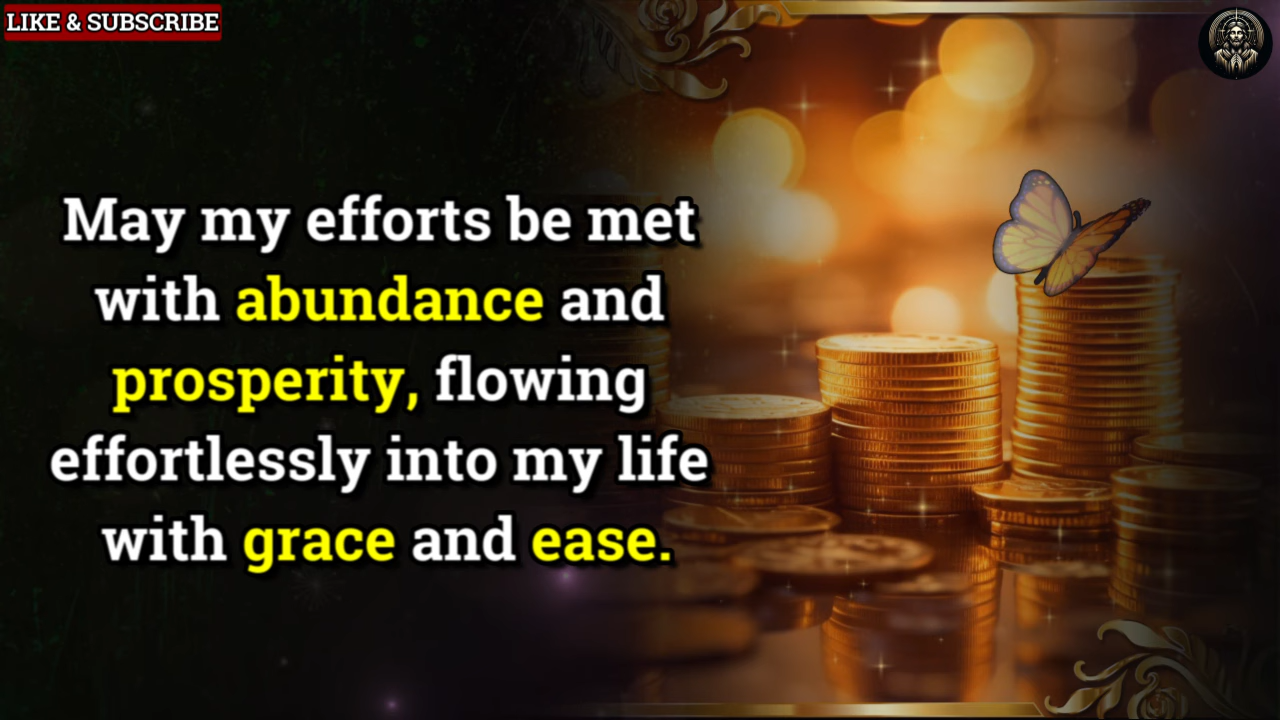 LIKE & SUBSCRIBE
May my efforts be met
with abundance and
prosperity, flowing
effortlessly into my life
with grace and ease.